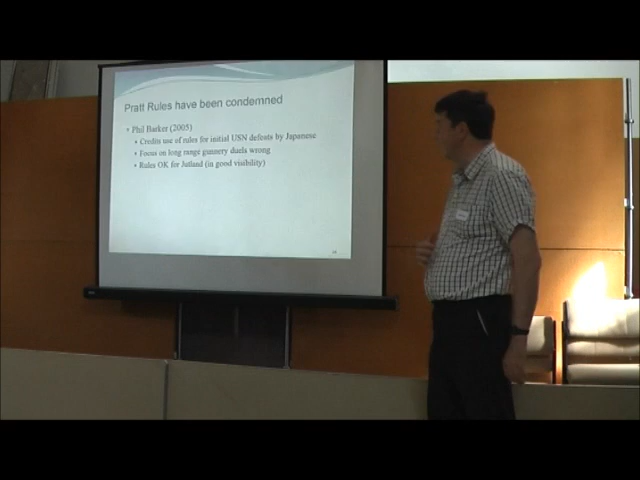 Pratt Rules have been condemned
• Phil Barker (2005)
• Credits use of rules for initial USN defeats by Japanese
• Focus on long range gunnery duels wrong
• Rules OK for Jutland (in good visibility)